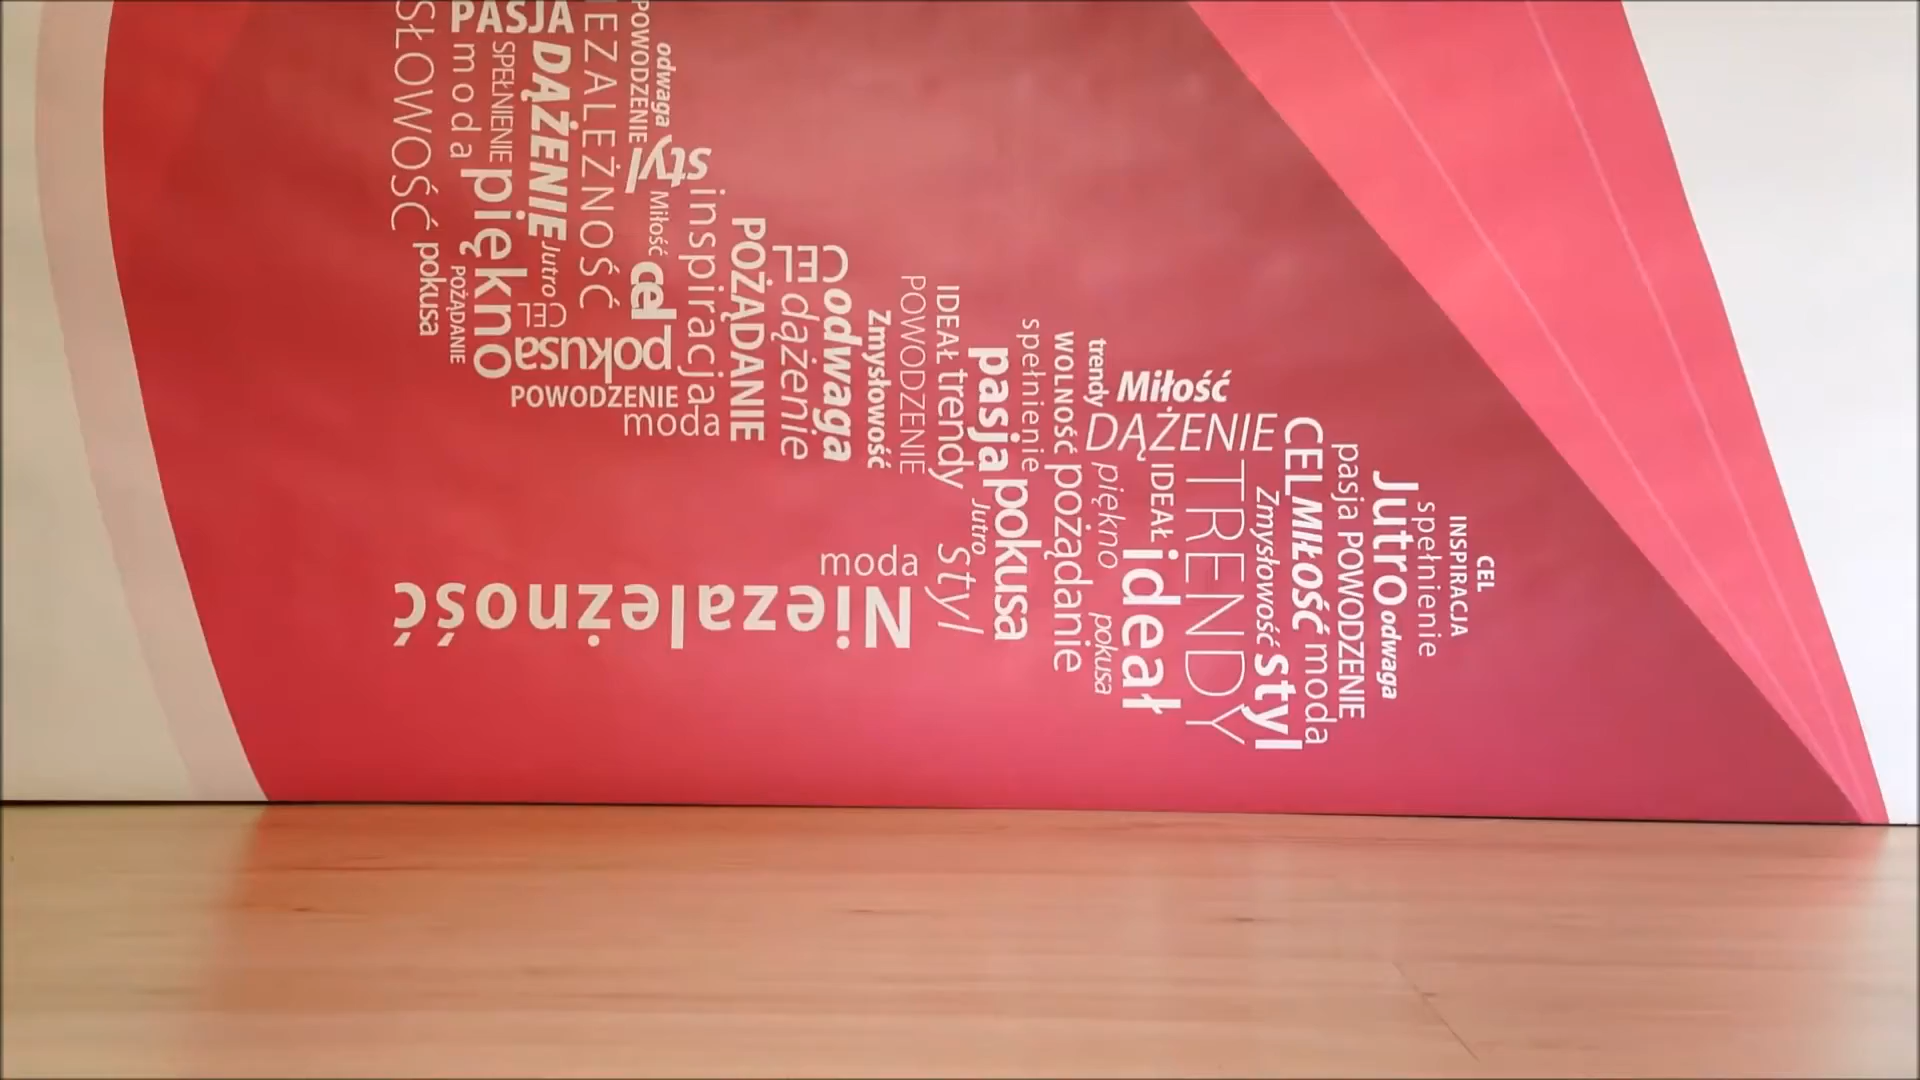 SŁOWOŚĆ
pokusa
PASJA
moda
POŻĄDANIE
SPEŁNIENIE
piękno
DĄŻENIE
Jutro
CEL
pokusa
POWODZENIE
moda
IEZALEŻNOŚĆ
POWODZENIE
odwaga
styl
Miłość
cel
inspiracja
POŻĄDANIE
CEL
dążenie
odwaga
Zmysłowość
POWODZENIE
IDEAŁ trendy
pasja
spełnienie
Jutro
pokusa
Styl
moda
Niezależność
WOLNOŚĆ
pożądanie
trendy
Miłość
DĄŻENIE
piękno
pokusa
IDEAŁ
ideał
TRENDY
Zmysłowość
styl
CEL
MIŁOŚĆ
moda
pasja POWODZENIE
Jutro
odwaga
spełnienie
INSPIRACJA
CEL